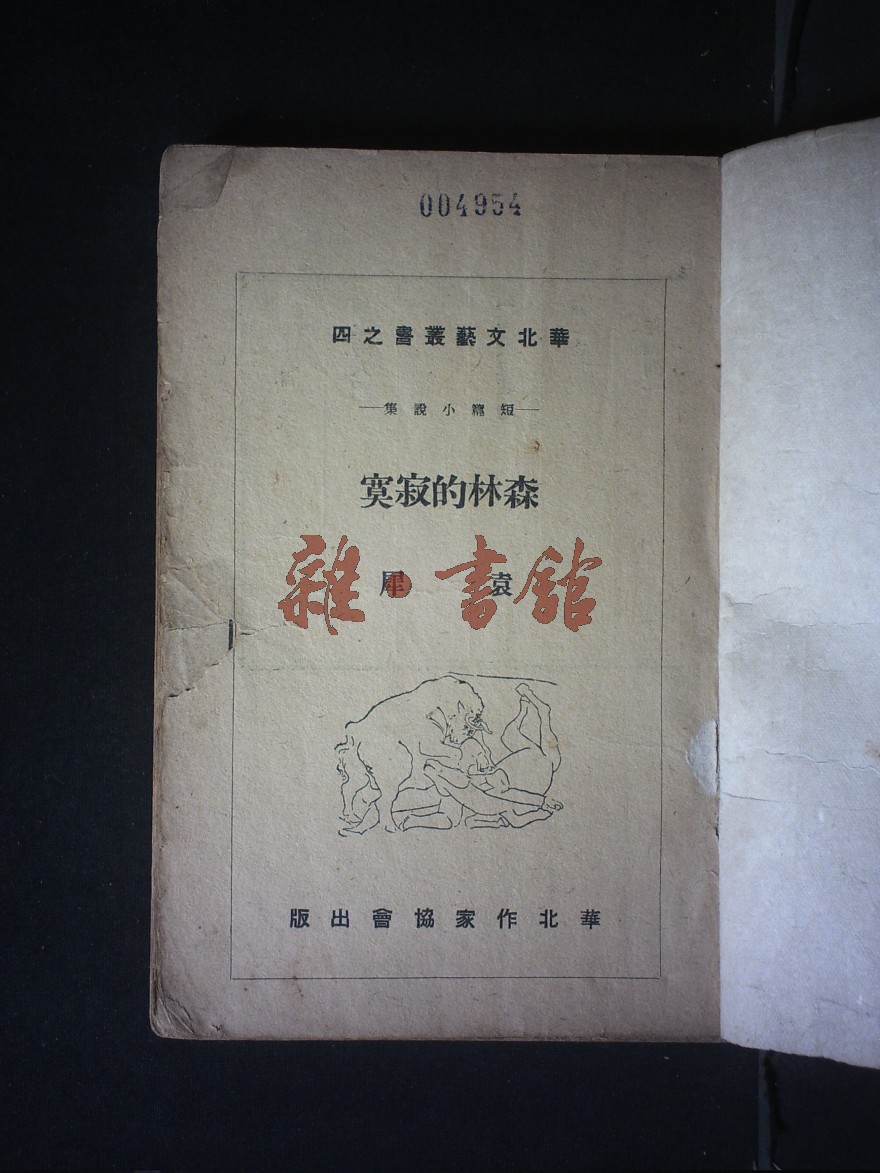 004954
華北文藝叢書之四
—短篇小說集—
森林的寂寞
袁犀
雜·書館
華北作家協會出版